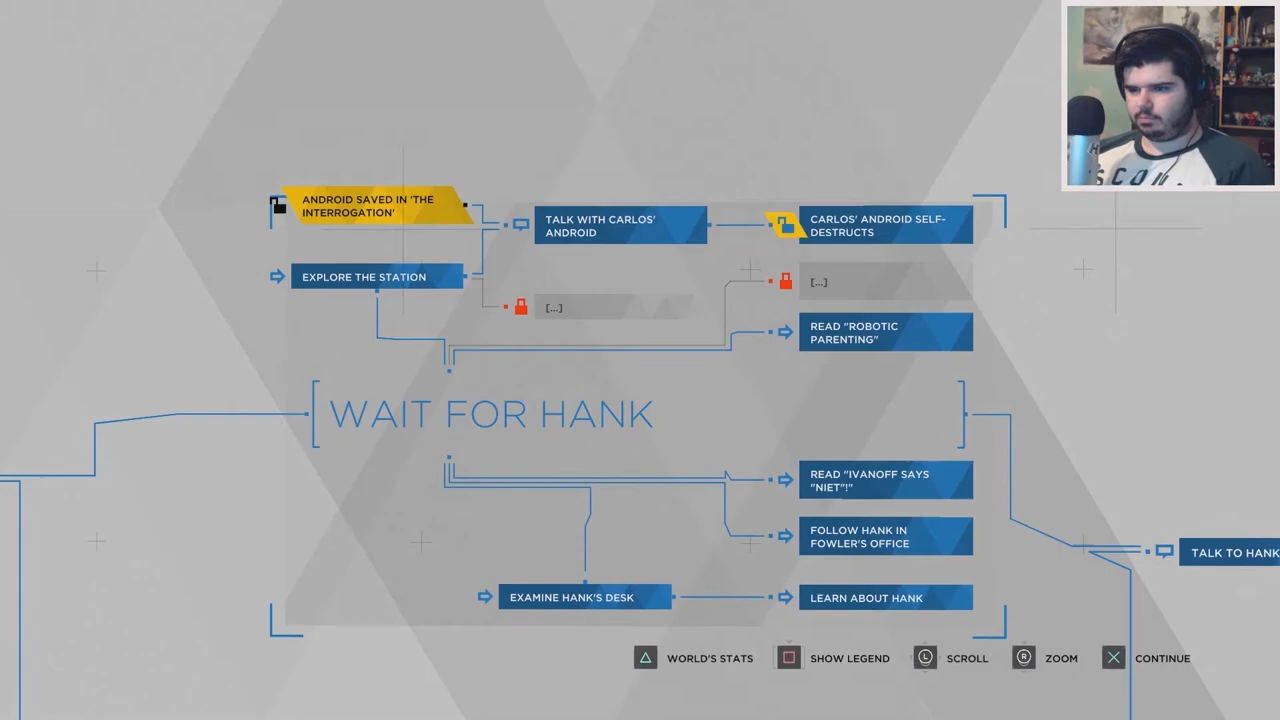 ANDROID SAVED IN 'THE
INTERROGATION'
TALK WITH CARLOS'
ANDROID
CARLOS' ANDROID SELF-
DESTRUCTS
EXPLORE THE STATION
[...]
[...]
READ "ROBOTIC
PARENTING"
WAIT FOR HANK
READ "IVANOFF SAYS
"NIET"!"
FOLLOW HANK IN
FOWLER'S OFFICE
TALK TO HANK
EXAMINE HANK'S DESK
LEARN ABOUT HANK
WORLD'S STATS
SHOW LEGEND
L
SCROLL
R
ZOOM
CONTINUE